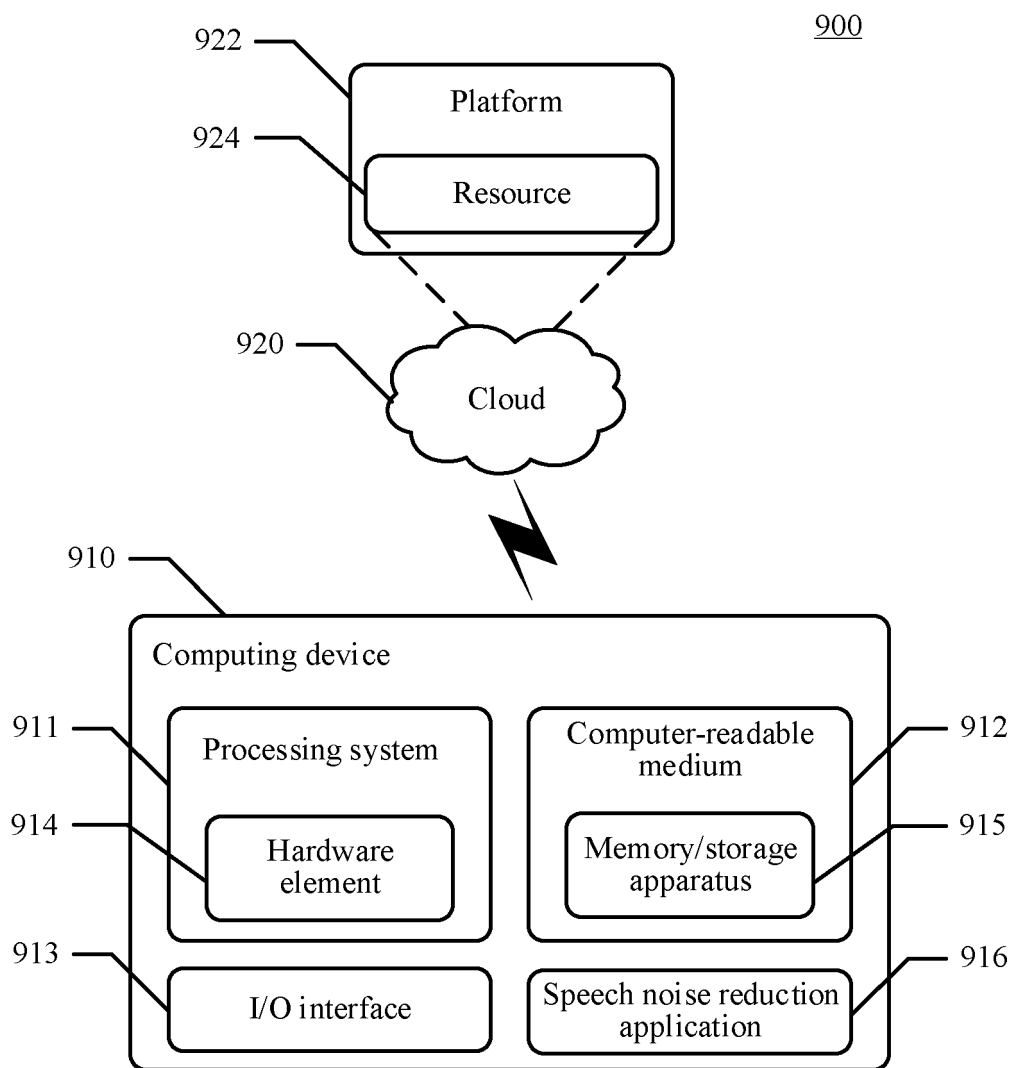 900
922
Platform
924
Resource
920
Cloud
910
Computing device
911
Processing system
Computer-readable
medium
912
914
Hardware
element
Memory/storage
apparatus
915
913
I/O interface
Speech noise reduction
application
916